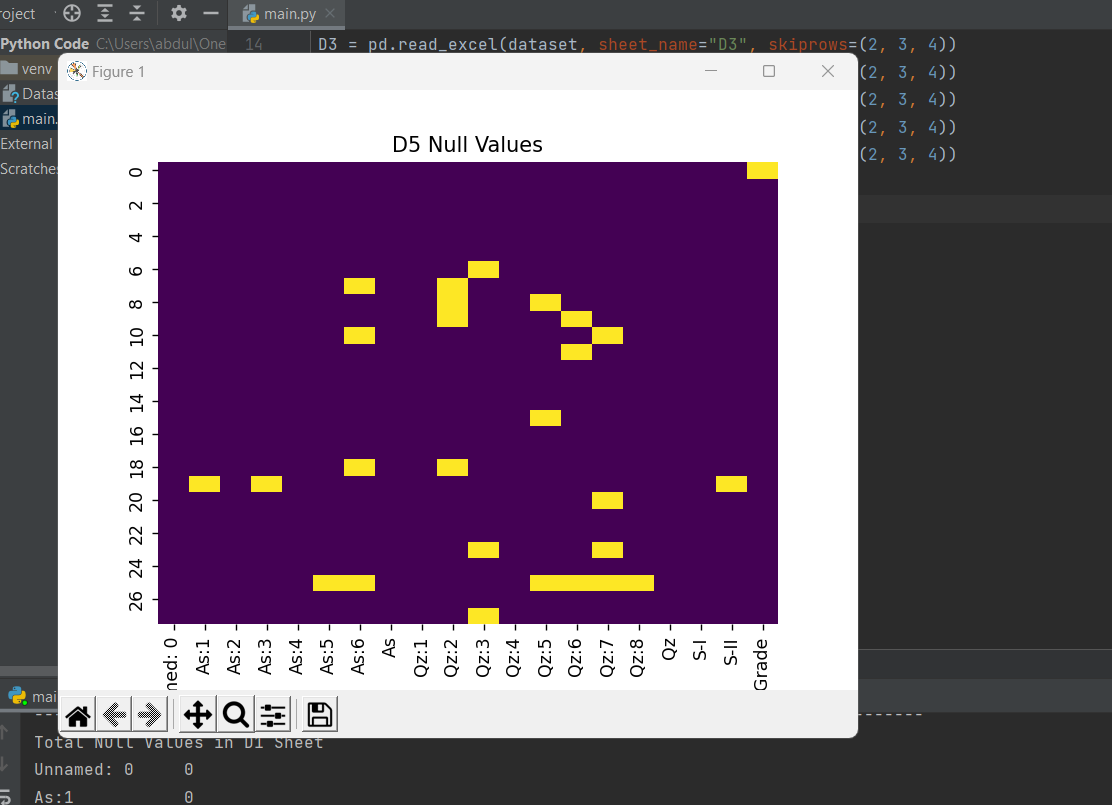 roject
main.py
Python Code C:\Users\abdul\One
14 D3 = pd.read_excel(dataset, sheet_name="D3", skiprows=(2, 3, 4))
venv
Figure 1
(2, 3, 4))
Datas
(2, 3, 4))
main.
(2, 3, 4))
External
(2, 3, 4))
Scratches
D5 Null Values
0
2
4
6
8
10
12
14
16
18
20
22
24
26
ned: 0
As:1
As:2
As:3
As:4
As:5
As:6
As
Qz:1
Qz:2
Qz:3
Qz:4
Qz:5
Qz:6
Qz:7
Qz:8
Qz
S-I
S-II
Grade
mai
Total Null Values in D1 Sheet
Unnamed: 0 0
As:1 0